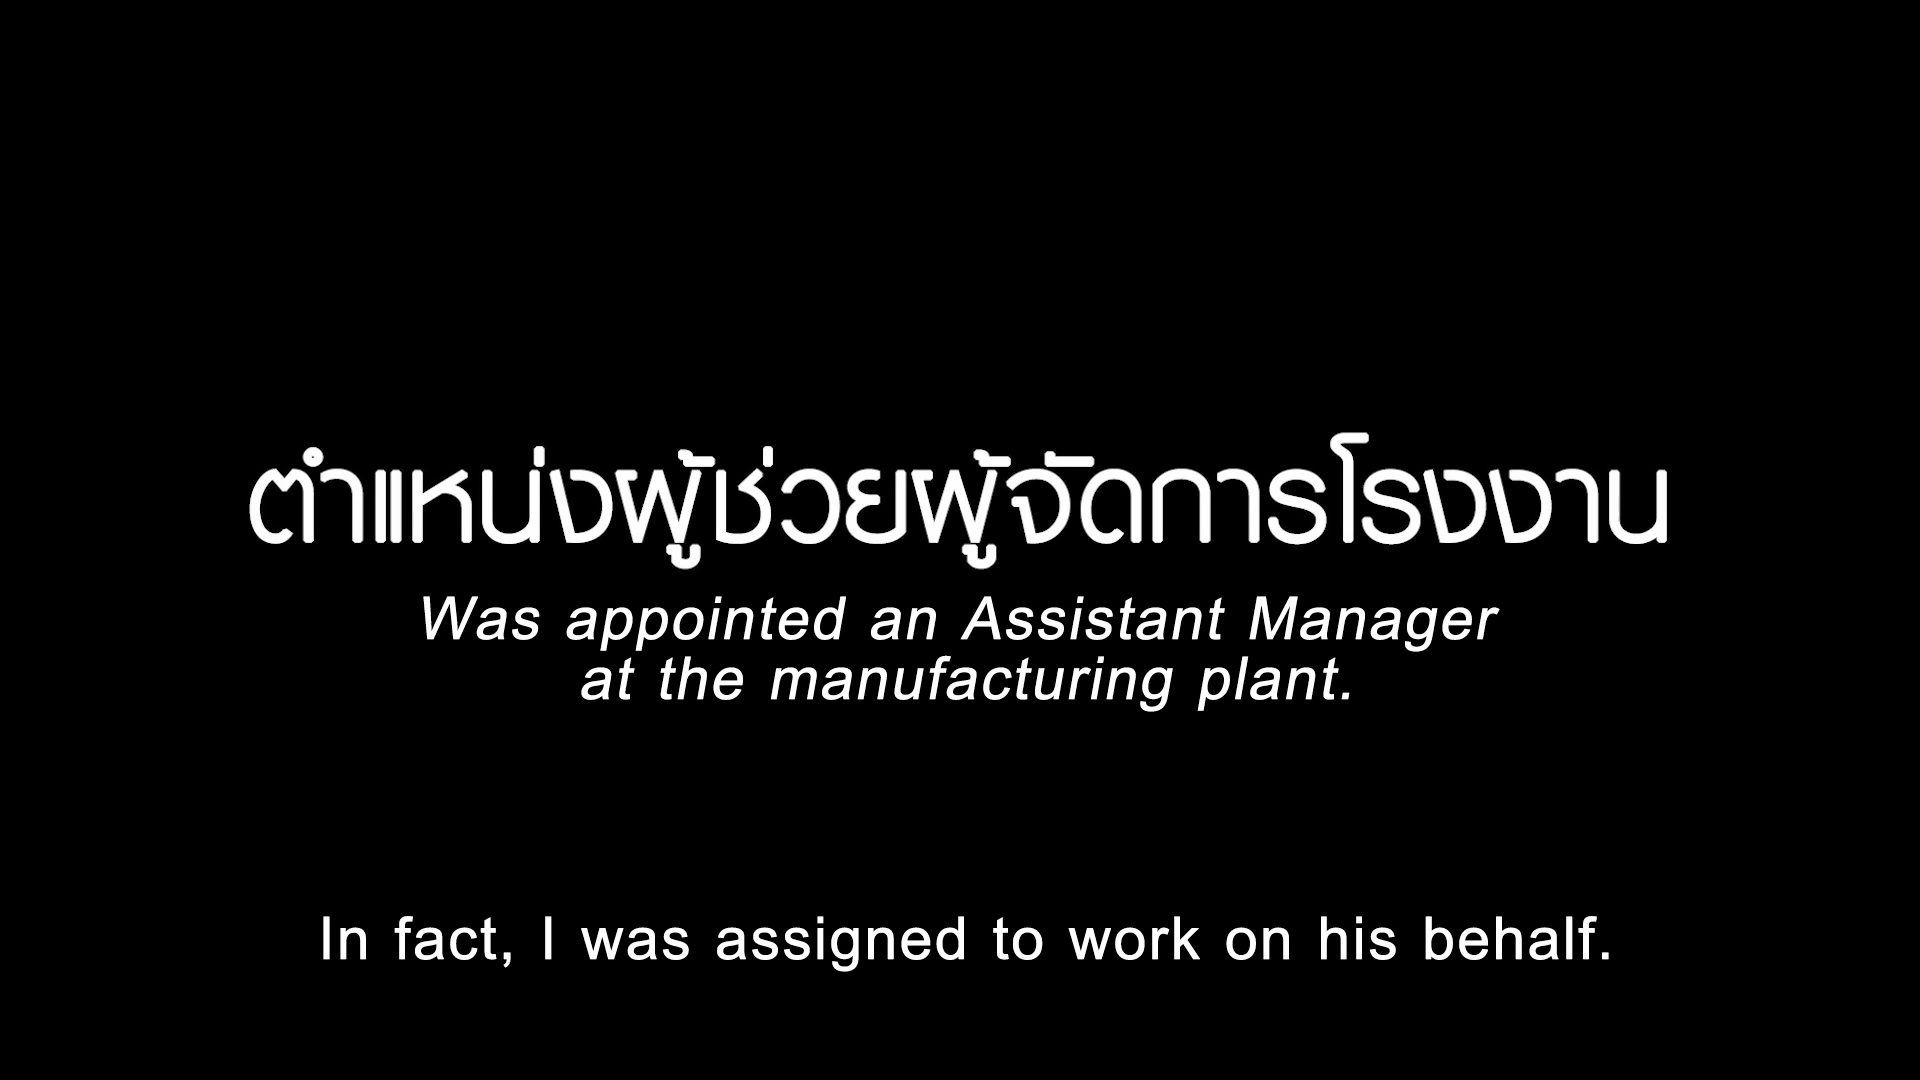 ตำแหน่งผู้ช่วยผู้จัดการโรงงาน
Was appointed an Assistant Manager
at the manufacturing plant.
In fact, I was assigned to work on his behalf.